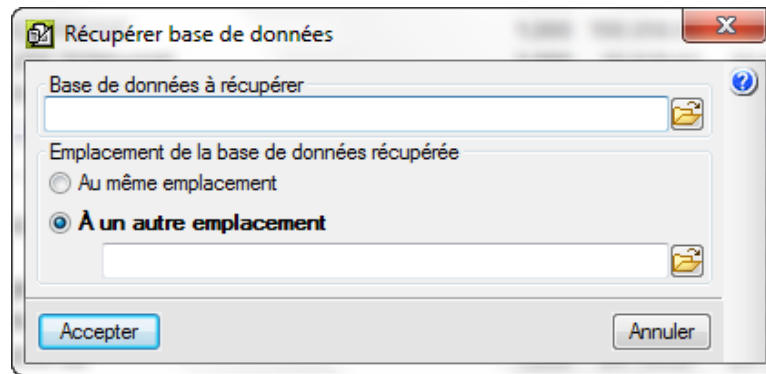 Récupérer base de données
Base de données à récupérer
Emplacement de la base de données récupérée
Au même emplacement
À un autre emplacement
Accepter
Annuler